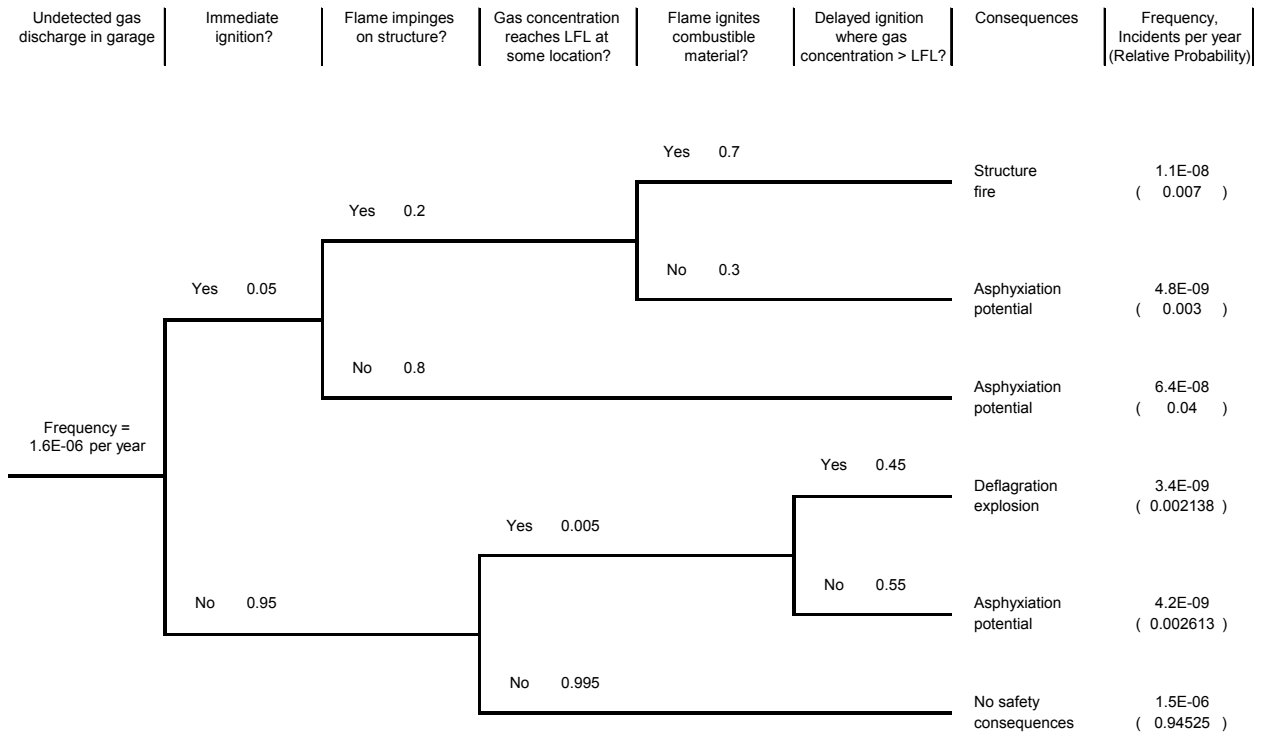 Undetected gas
discharge in garage
Immediate
ignition?
Flame impinges
on structure?
Gas concentration
reaches LFL at
some location?
Flame ignites
combustible
material?
Delayed ignition
where gas
concentration > LFL?
Consequences
Frequency,
Incidents per year
(Relative Probability)
Yes 0.7
Structure
fire
1.1E-08
( 0.007 )
Yes 0.2
No 0.3
Yes 0.05
Asphyxiation
potential
4.8E-09
( 0.003 )
No 0.8
Asphyxiation
potential
6.4E-08
( 0.04 )
Frequency =
1.6E-06 per year
Yes 0.45
Deflagration
explosion
3.4E-09
( 0.002138 )
Yes 0.005
No 0.55
No 0.95
Asphyxiation
potential
4.2E-09
( 0.002613 )
No 0.995
No safety
consequences
1.5E-06
( 0.94525 )